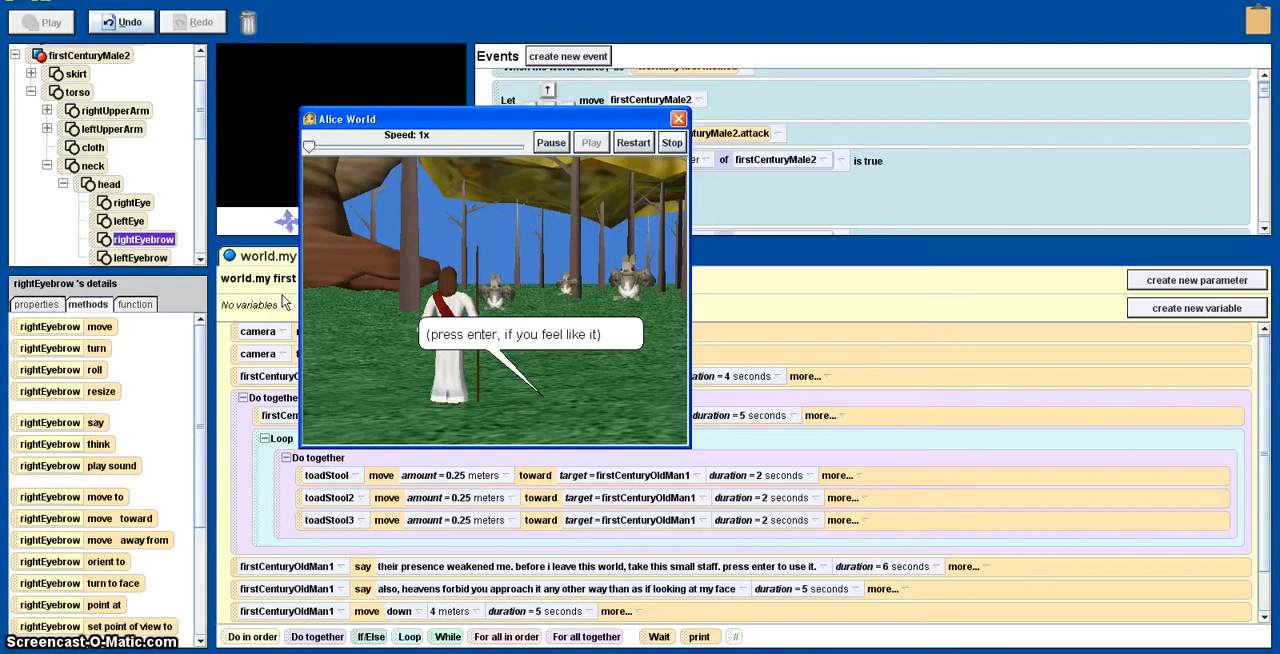 Play
Undo
Redo
firstCenturyMale2
skirt
torso
rightUpperArm
leftUpperArm
cloth
neck
head
rightEye
leftEye
rightEyebrow
leftEyebrow
Events
create new event
Let
move firstCenturyMale2
uryMale2.attack
of firstCenturyMale2
is true
Alice World
Speed: 1x
Pause
Play
Restart
Stop
(press enter, if you feel like it)
world.my
world.my first
No variables
create new parameter
create new variable
rightEyebrow 's details
properties
methods
function
rightEyebrow move
rightEyebrow turn
rightEyebrow roll
rightEyebrow resize
rightEyebrow say
rightEyebrow think
rightEyebrow play sound
rightEyebrow move to
rightEyebrow move toward
rightEyebrow move away from
rightEyebrow orient to
rightEyebrow turn to face
rightEyebrow point at
rightEyebrow set point of view to
camera
camera
firstCenturyO
ration = 4 seconds more...
Do together
firstCen
duration = 5 seconds more...
Loop
Do together
toadStool move amount = 0.25 meters toward target = firstCenturyOldMan1 duration = 2 seconds more...
toadStool2 move amount = 0.25 meters toward target = firstCenturyOldMan1 duration = 2 seconds more...
toadStool3 move amount = 0.25 meters toward target = firstCenturyOldMan1 duration = 2 seconds more...
firstCenturyOldMan1 say their presence weakened me. before i leave this world, take this small staff. press enter to use it. duration = 6 seconds more...
firstCenturyOldMan1 say also, heavens forbid you approach it any other way than as if looking at my face duration = 5 seconds more...
firstCenturyOldMan1 move down 4 meters duration = 5 seconds more...
Do in order
Do together
If/Else
Loop
While
For all in order
For all together
Wait
print
//
Screencast-O-Matic.com